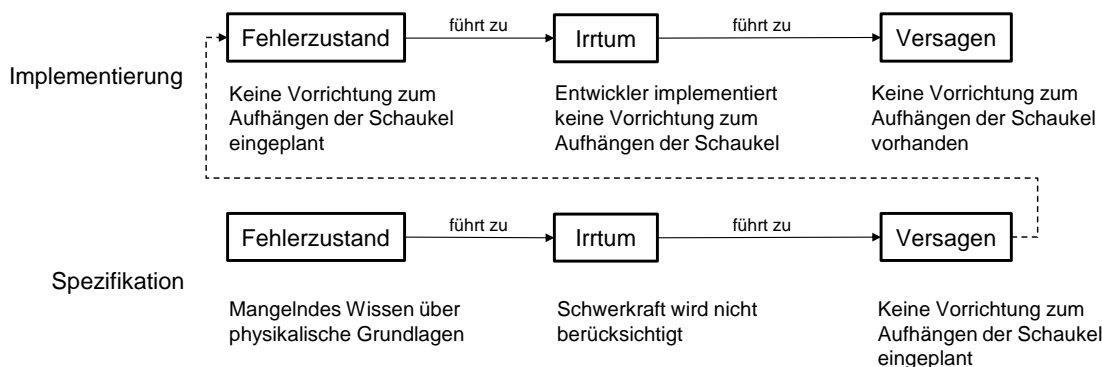 Fehlerzustand
führt zu
Irrtum
führt zu
Versagen
Implementierung
Keine Vorrichtung zum
Aufhängen der Schaukel
eingeplant
Entwickler implementiert
keine Vorrichtung zum
Aufhängen der Schaukel
Keine Vorrichtung zum
Aufhängen der Schaukel
vorhanden
Fehlerzustand
führt zu
Irrtum
führt zu
Versagen
Spezifikation
Mangelndes Wissen über
physikalische Grundlagen
Schwerkraft wird nicht
berücksichtigt
Keine Vorrichtung zum
Aufhängen der Schaukel
eingeplant